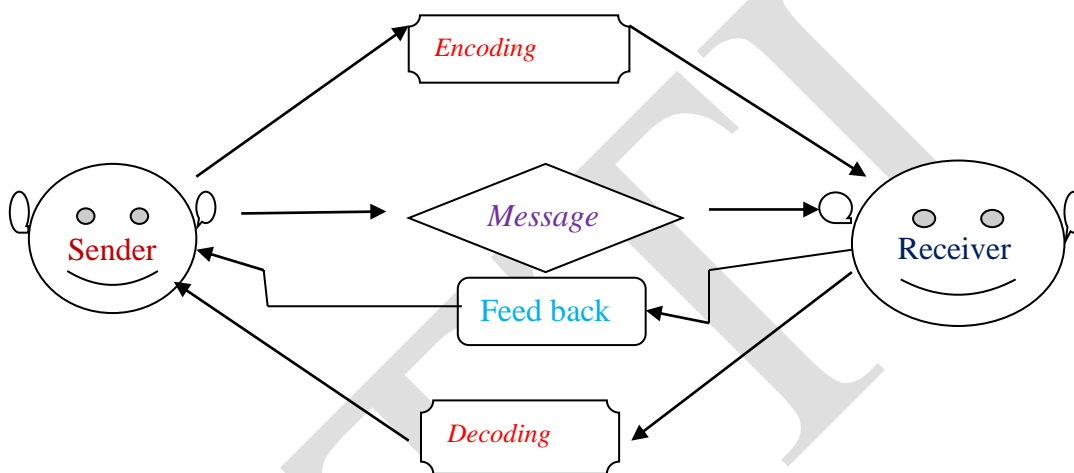 Encoding
Message
Sender
Receiver
Feed back
Decoding